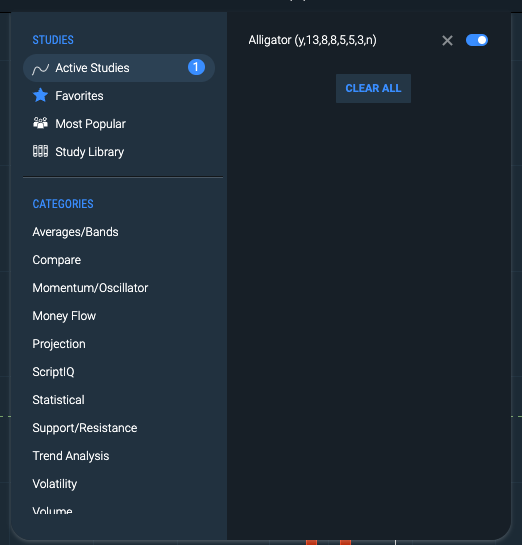 STUDIES
Active Studies 1
Favorites
Most Popular
Study Library
CATEGORIES
Averages/Bands
Compare
Momentum/Oscillator
Money Flow
Projection
ScriptIQ
Statistical
Support/Resistance
Trend Analysis
Volatility
Volume
Alligator (y,13,8,8,5,5,3,n)
CLEAR ALL